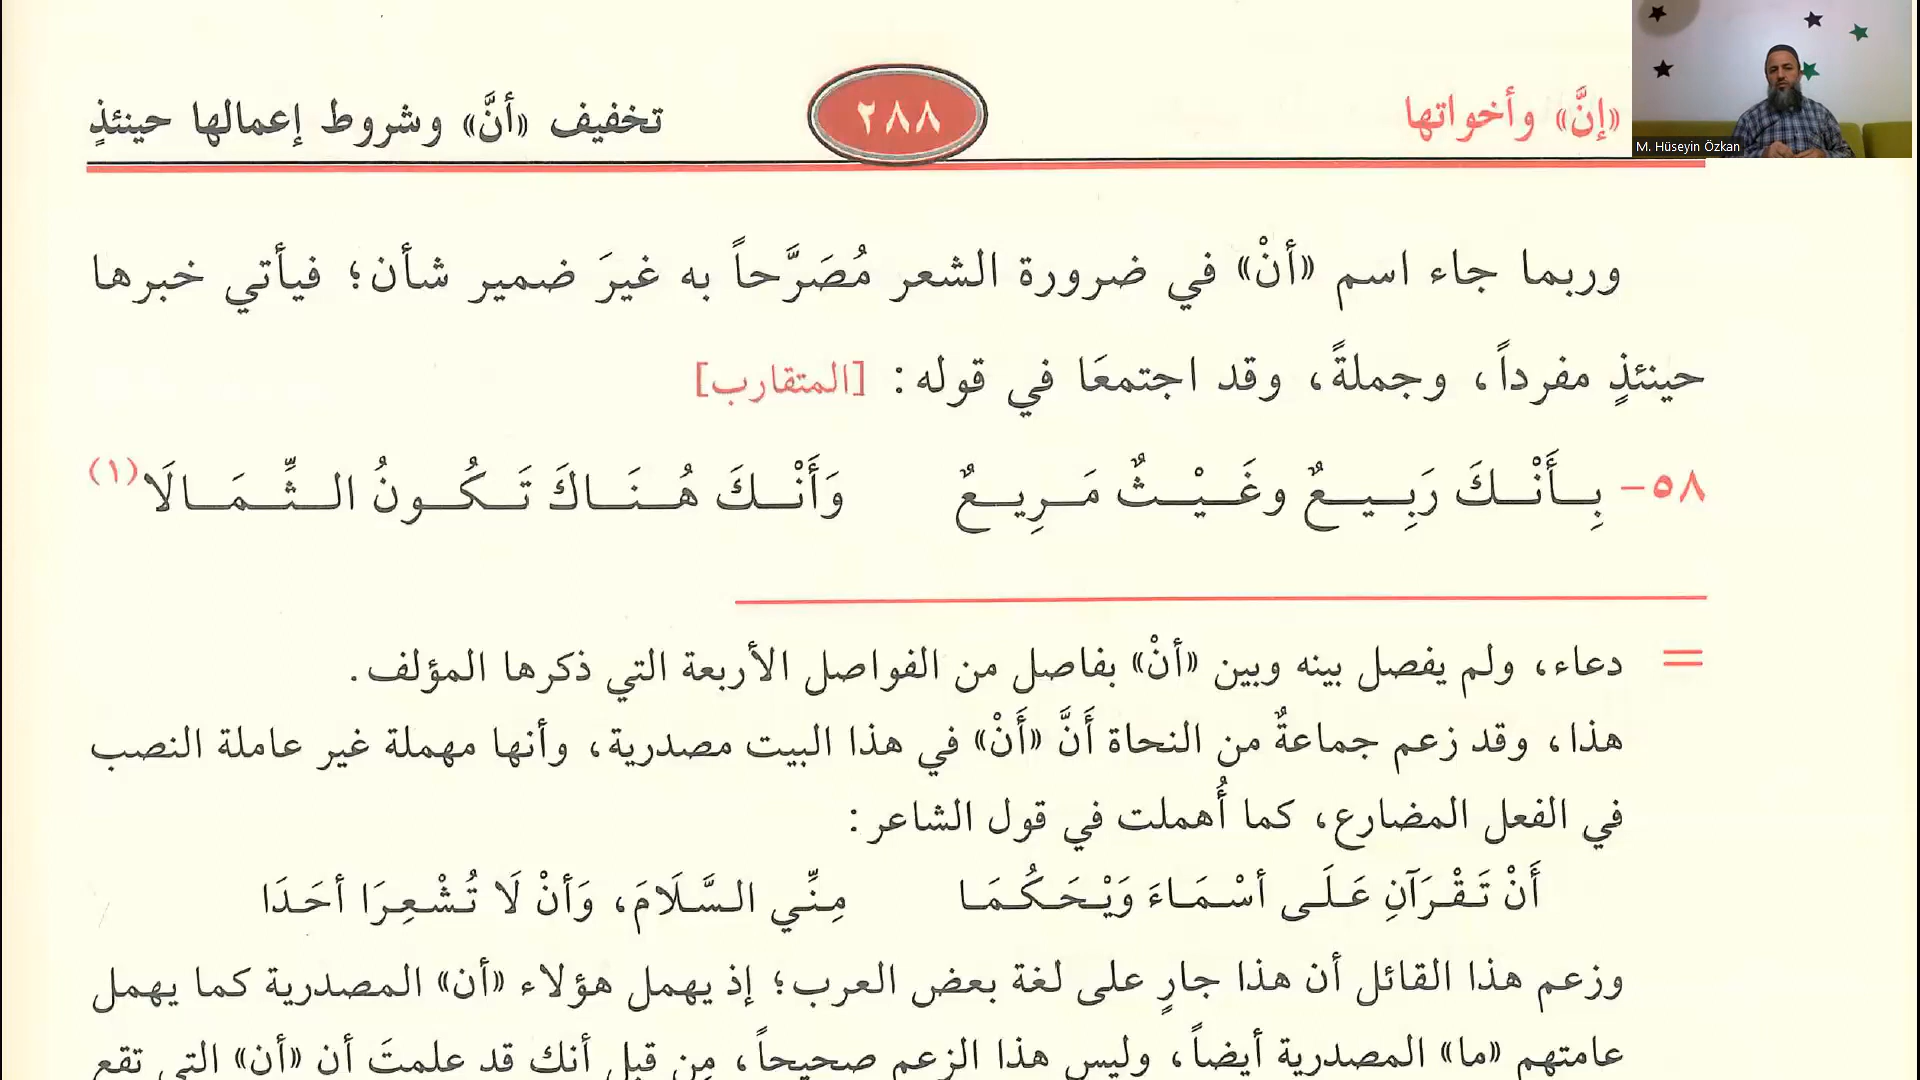 «إنَّ» وأخواتها ٢٨٨ تخفيف «أنَّ» وشروط إعمالها حينئذٍ
M. Hüseyin Özkan
وربما جاء اسم «أنْ» في ضرورة الشعر مُصَرَّحاً به غيرَ ضمير شأن؛ فيأتي خبرها
حينئذٍ مفرداً، وجملةً، وقد اجتمعَا في قوله: [المتقارب]
٥٨- بِـأَنْـكَ رَبِـيـعٌ وغَـيْـثٌ مَـرِيـعٌ وَأَنْـكَ هُـنَـاكَ تَـكُـونُ الـثِّـمَـالَا(١)
= دعاء، ولم يفصل بينه وبين «أنْ» بفاصل من الفواصل الأربعة التي ذكرها المؤلف.
هذا، وقد زعم جماعةٌ من النحاة أَنَّ «أَنْ» في هذا البيت مصدرية، وأنها مهملة غير عاملة النصب
في الفعل المضارع، كما أُهملت في قول الشاعر:
أَنْ تَـقْـرَآنِ عَـلَـى أسْـمَـاءَ وَيْـحَـكُـمَـا مِنِّـي الـسَّـلَامَ، وَأنْ لَا تُـشْـعِـرَا أحَـدَا
وزعم هذا القائل أن هذا جارٍ على لغة بعض العرب؛ إذ يهمل هؤلاء «أن» المصدرية كما يهمل
عامتهم «ما» المصدرية أيضاً، وليس هذا الزعم صحيحاً، مِن قبل أنك قد علمتَ أن «أن» التي تقع